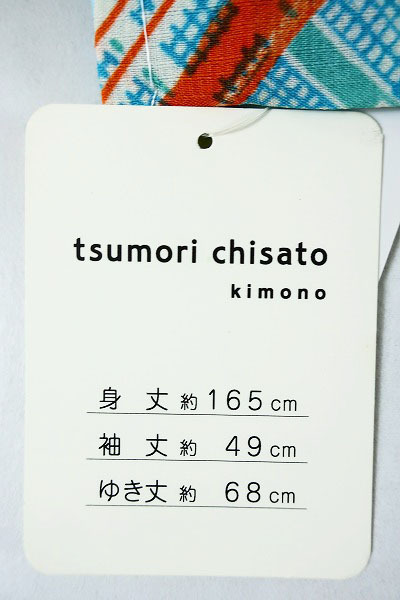 tsumori chisato
kimono
身 丈 約 165 cm
袖 丈 約 49 cm
ゆき丈 約 68 cm